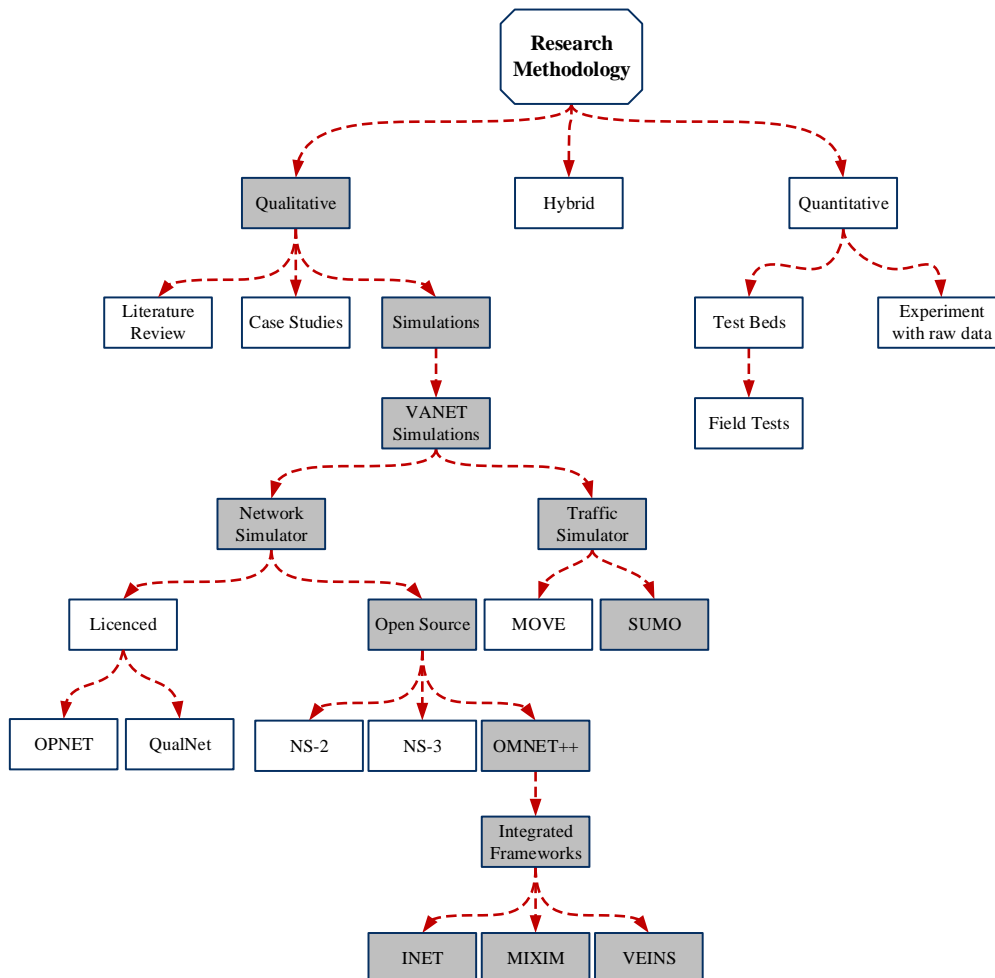 Research
Methodology
Qualitative
Hybrid
Quantitative
Literature
Review
Case Studies
Simulations
Test Beds
Experiment
with raw data
VANET
Simulations
Field Tests
Network
Simulator
Traffic
Simulator
Licenced
Open Source
MOVE
SUMO
OPNET
QualNet
NS-2
NS-3
OMNET++
Integrated
Frameworks
INET
MIXIM
VEINS